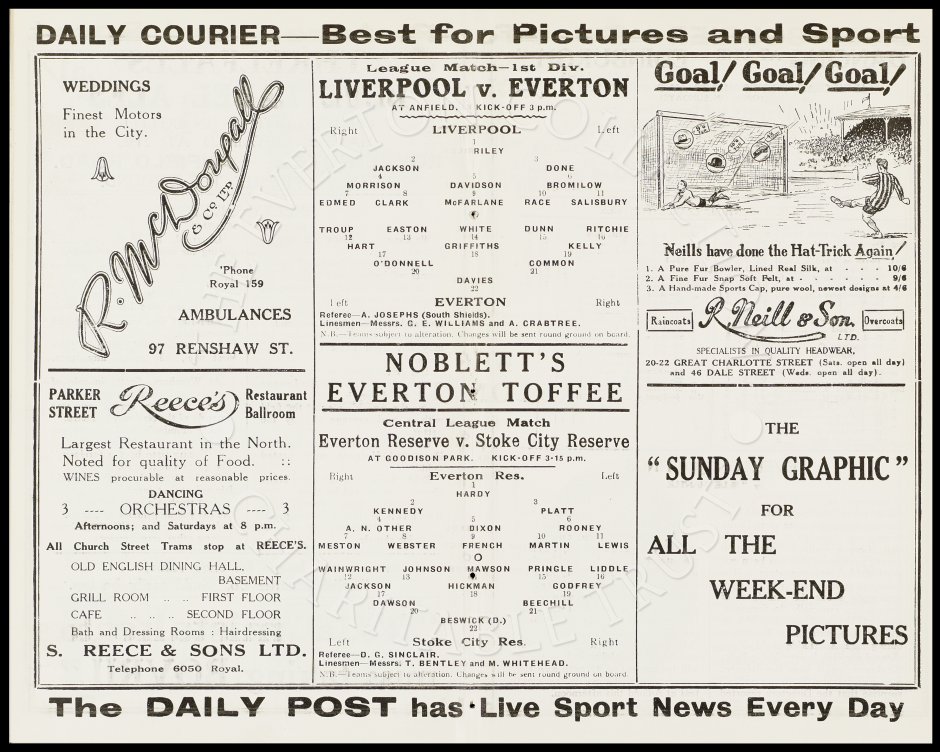 DAILY COURIER—Best for Pictures and Sport
WEDDINGS
Finest Motors
in the City.
R. McDougall
& CO. LTD
'Phone
Royal 159
AMBULANCES
97 RENSHAW ST.
PARKER
STREET
Reece's
Restaurant
Ballroom
Largest Restaurant in the North.
Noted for quality of Food. ::
WINES procurable at reasonable prices.
DANCING
3 ---- ORCHESTRAS ---- 3
Afternoons; and Saturdays at 8 p.m.
All Church Street Trams stop at REECE'S.
OLD ENGLISH DINING HALL,
BASEMENT
GRILL ROOM .. .. FIRST FLOOR
CAFE .. .. .. SECOND FLOOR
Bath and Dressing Rooms : Hairdressing
S. REECE & SONS LTD.
Telephone 6050 Royal.
League Match—1st Div.
LIVERPOOL v. EVERTON
AT ANFIELD. KICK-OFF 3 p.m.
Right LIVERPOOL Left
1
RILEY
2 3
JACKSON DONE
4 5 6
MORRISON DAVIDSON BROMILOW
7 8 9 10 11
EDMED CLARK McFARLANE RACE SALISBURY
TROUP EASTON WHITE DUNN RITCHIE
12 13 14 15 16
HART GRIFFITHS KELLY
17 18 19
O'DONNELL COMMON
20 21
DAVIES
22
Left EVERTON Right
Referee—A. JOSEPHS (South Shields).
Linesmen—Messrs. G. E. WILLIAMS and A. CRABTREE.
N.B.—Teams subject to alteration. Changes will be sent round ground on board.
NOBLETT'S
EVERTON TOFFEE
Central League Match
Everton Reserve v. Stoke City Reserve
AT GOODISON PARK. KICK-OFF 3-15 p.m.
Right Everton Res. Left
1
HARDY
2 3
KENNEDY PLATT
4 5 6
A. N. OTHER DIXON ROONEY
7 8 9 10 11
MESTON WEBSTER FRENCH MARTIN LEWIS
O
WAINWRIGHT JOHNSON MAWSON PRINGLE LIDDLE
12 13 15 16
JACKSON HICKMAN GODFREY
17 18 19
DAWSON BEECHILL
20 21
BESWICK (D.)
22
Left Stoke City Res. Right
Referee—D. G. SINCLAIR.
Linesmen—Messrs. T. BENTLEY and M. WHITEHEAD.
N.B.—Teams subject to alteration. Changes will be sent round ground on board.
Goal! Goal! Goal!
Neills have done the Hat-Trick Again!
1. A Pure Fur Bowler, Lined Real Silk, at - - - - 10/6
2. A Fine Fur Snap Soft Felt, at - - - - 9/6
3. A Hand-made Sports Cap, pure wool, newest designs at 4/6
Raincoats R. Neill & Son. Overcoats
LTD.
SPECIALISTS IN QUALITY HEADWEAR,
20-22 GREAT CHARLOTTE STREET (Sats. open all day)
and 46 DALE STREET (Weds. open all day).
THE
"SUNDAY GRAPHIC"
FOR
ALL THE
WEEK-END
PICTURES
The DAILY POST has Live Sport News Every Day
THE EVERTON COLLECTION
CHARITABLE TRUST